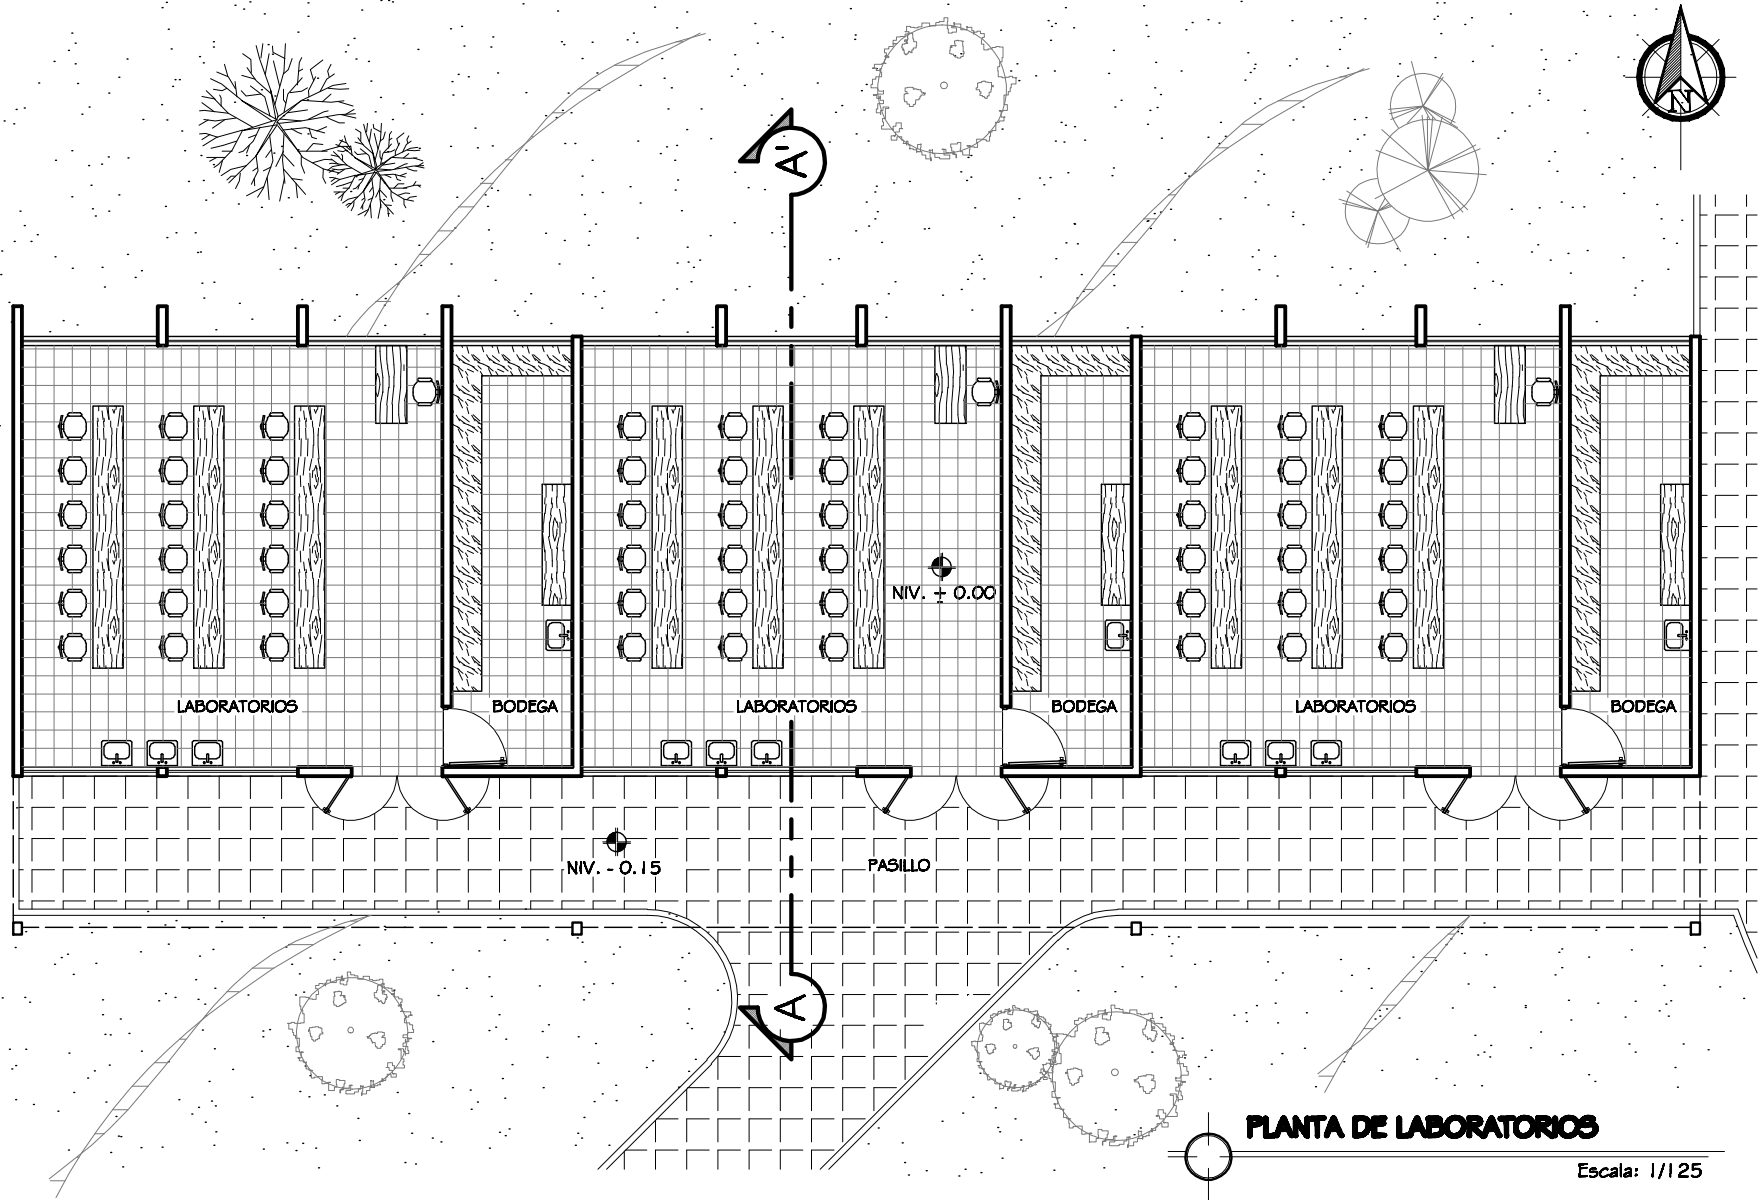 N
A'
NIV. + 0.00
LABORATORIOS
BODEGA
LABORATORIOS
BODEGA
LABORATORIOS
BODEGA
NIV. - 0.15
PASILLO
A
PLANTA DE LABORATORIOS
Escala: 1/125